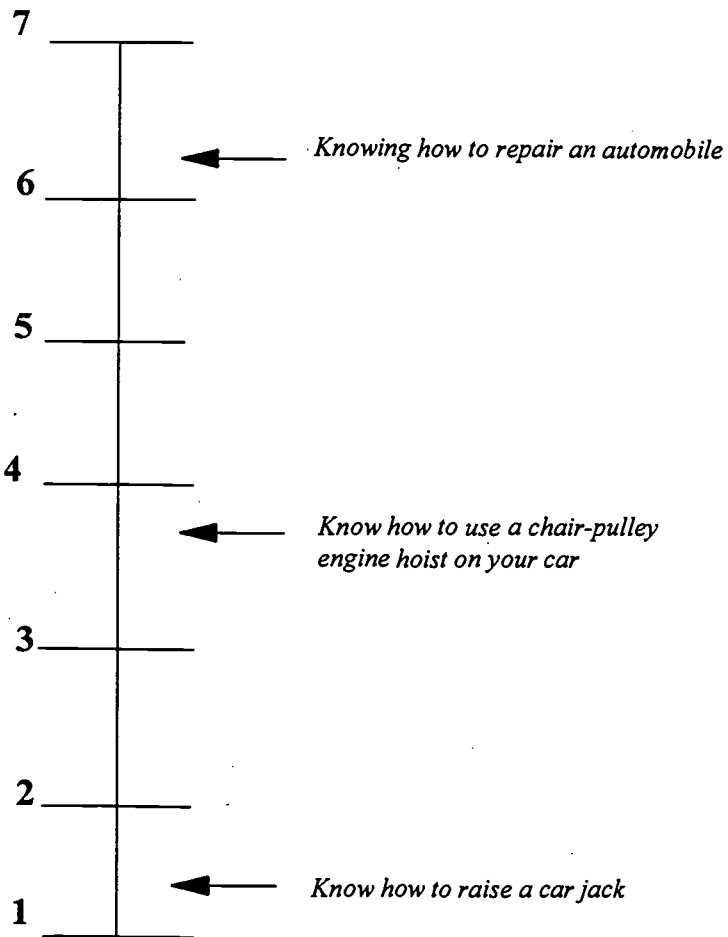 7
Knowing how to repair an automobile
6
5
4
Know how to use a chair-pulley
engine hoist on your car
3
2
Know how to raise a car jack
1